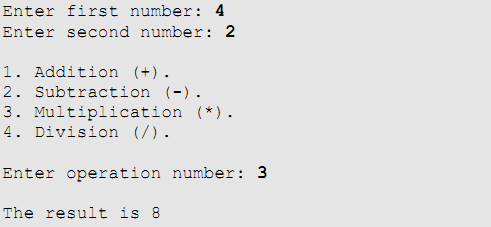 Enter first number: 4
Enter second number: 2
1. Addition (+).
2. Subtraction (-).
3. Multiplication (*).
4. Division (/).
Enter operation number: 3
The result is 8